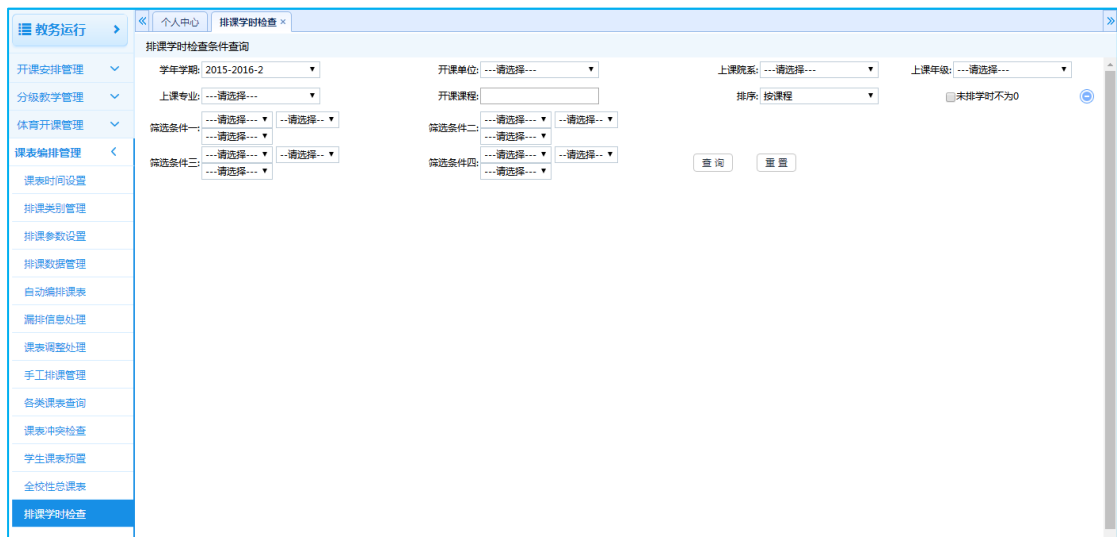 教务运行
个人中心 排课学时检查 ×
排课学时检查条件查询
开课安排管理
分级教学管理
体育开课管理
课表编排管理
课表时间设置
排课类别管理
排课参数设置
排课数据管理
自动编排课表
漏排信息处理
课表调整处理
手工排课管理
各类课表查询
课表冲突检查
学生课表预置
全校性总课表
排课学时检查
学年学期: 2015-2016-2 开课单位: ---请选择--- 上课院系: ---请选择--- 上课年级: ---请选择---
上课专业: ---请选择--- 开课课程: 排序: 按课程 未排学时不为0
筛选条件一: ---请选择--- --请选择-- 筛选条件二: ---请选择--- --请选择--
---请选择--- ---请选择---
筛选条件三: ---请选择--- --请选择-- 筛选条件四: ---请选择--- --请选择-- 查 询 重 置
---请选择--- ---请选择---